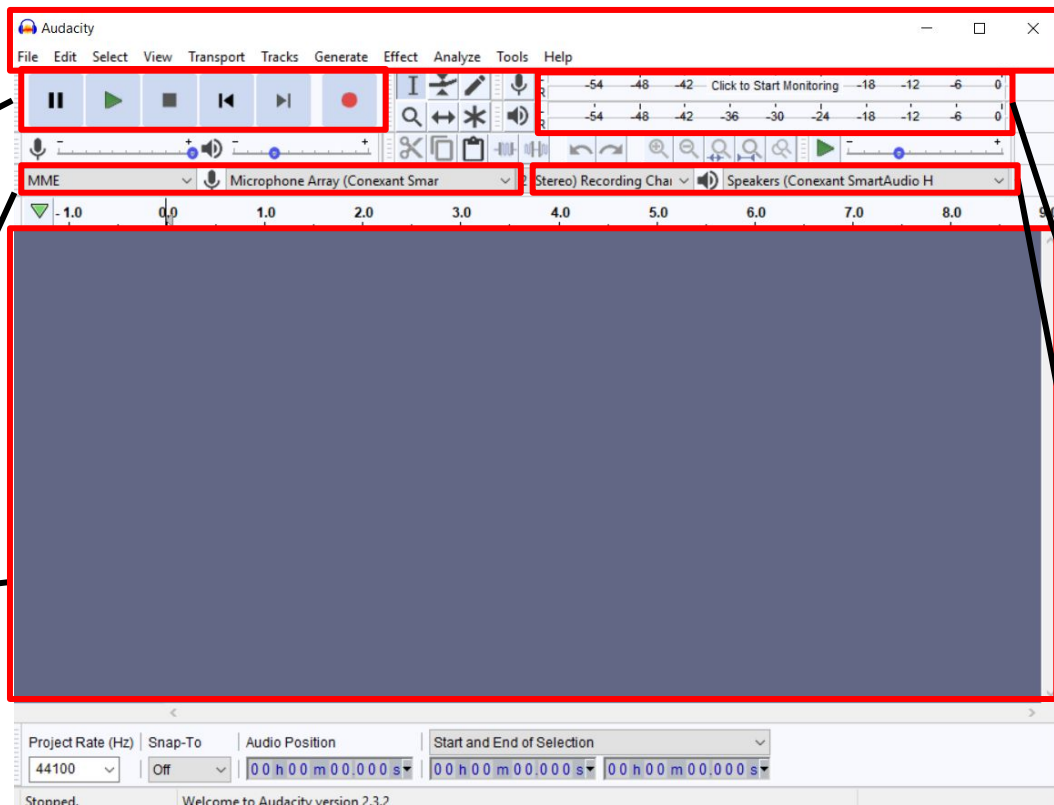 Audacity
File Edit Select View Transport Tracks Generate Effect Analyze Tools Help
-54 -48 -42 Click to Start Monitoring -18 -12 -6 0
R
-54 -48 -42 -36 -30 -24 -18 -12 -6 0
R
- + - + - +
MME Microphone Array (Conexant Smar 2 (Stereo) Recording Chai Speakers (Conexant SmartAudio H
- 1.0 0.0 1.0 2.0 3.0 4.0 5.0 6.0 7.0 8.0
Project Rate (Hz) Snap-To Audio Position Start and End of Selection
44100 Off 00 h 00 m 00.000 s 00 h 00 m 00.000 s 00 h 00 m 00.000 s
Stopped. Welcome to Audacity version 2.3.2